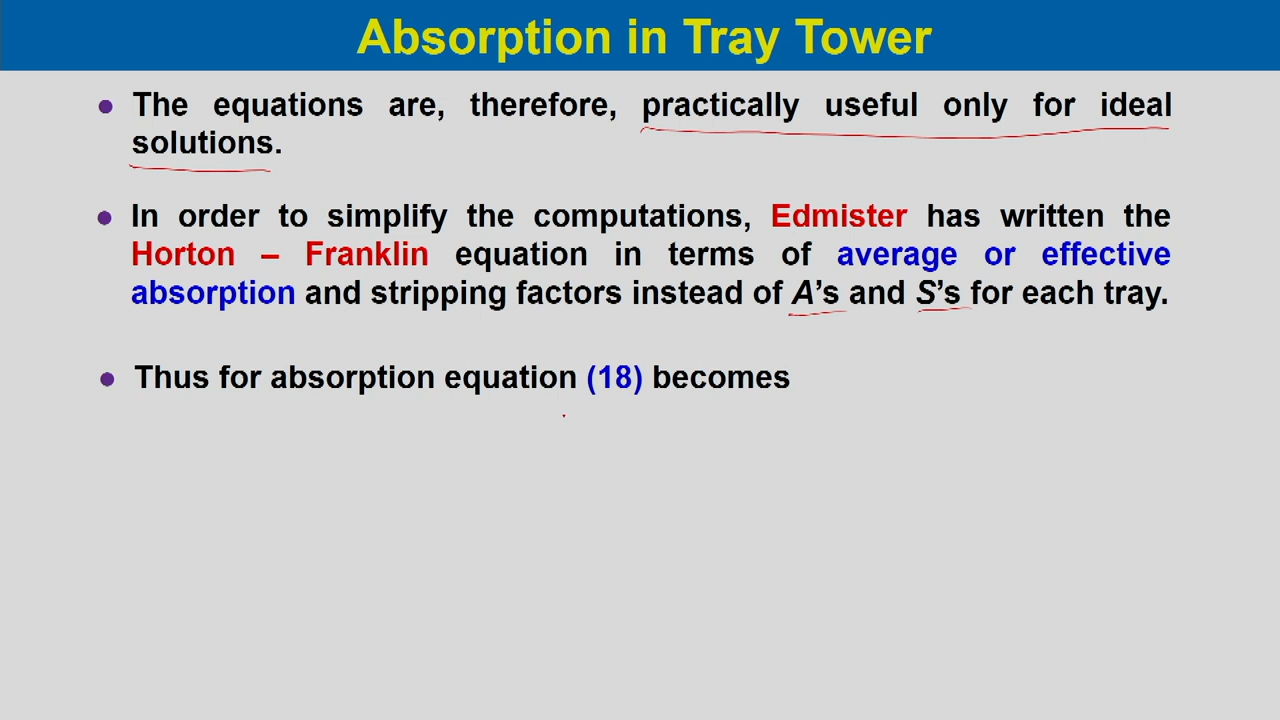 Absorption in Tray Tower
The equations are, therefore, practically useful only for ideal
solutions.
In order to simplify the computations, Edmister has written the
Horton – Franklin equation in terms of average or effective
absorption and stripping factors instead of A's and S's for each tray.
Thus for absorption equation (18) becomes